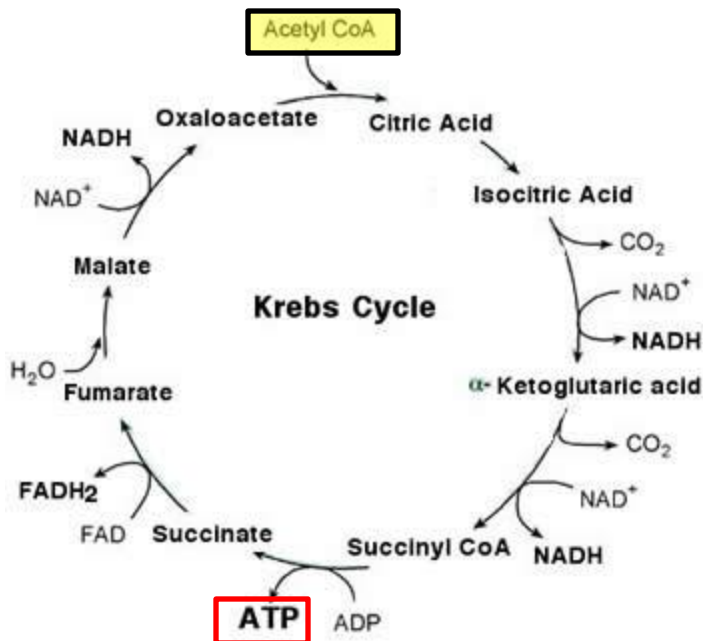 Acetyl CoA
Oxaloacetate
Citric Acid
NADH
NAD⁺
Isocitric Acid
CO₂
Malate
NAD⁺
Krebs Cycle
NADH
H₂O
Fumarate
α- Ketoglutaric acid
CO₂
FADH2
NAD⁺
FAD
Succinate
Succinyl CoA
NADH
ATP
ADP